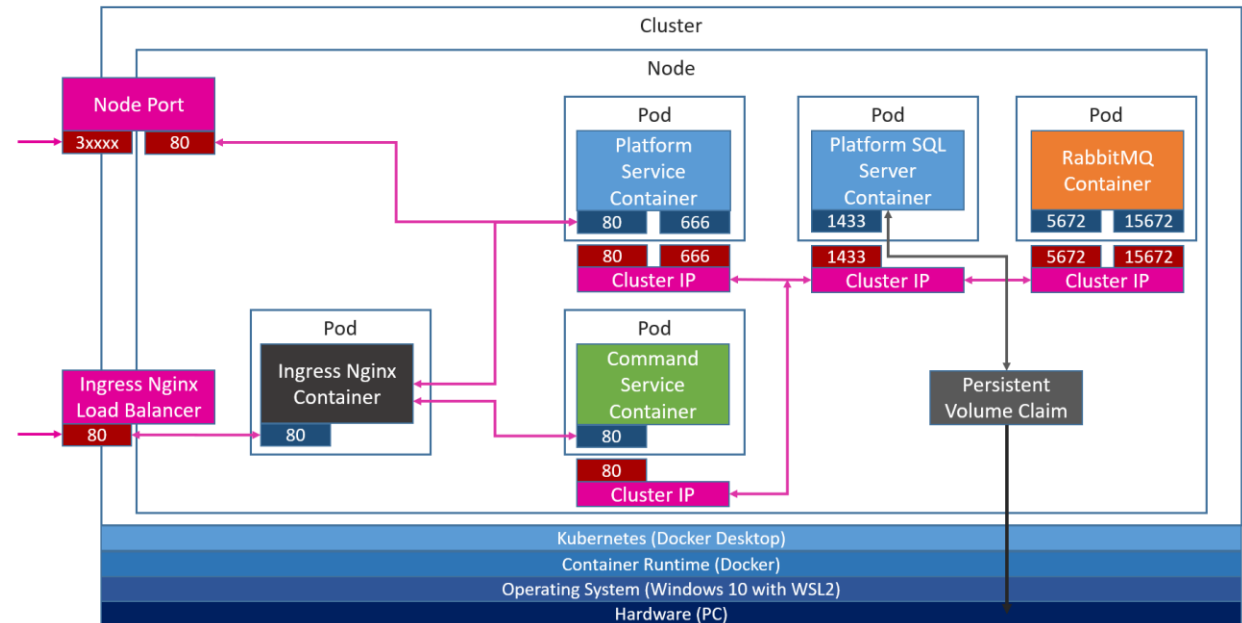 Cluster
Node
Node Port
3xxxx
80
Pod
Platform
Service
Container
80
666
80
666
Cluster IP
Pod
Platform SQL
Server
Container
1433
1433
Cluster IP
Pod
RabbitMQ
Container
5672
15672
5672
15672
Cluster IP
Ingress Nginx
Load Balancer
80
Pod
Ingress Nginx
Container
80
Pod
Command
Service
Container
80
80
Cluster IP
Persistent
Volume Claim
Kubernetes (Docker Desktop)
Container Runtime (Docker)
Operating System (Windows 10 with WSL2)
Hardware (PC)